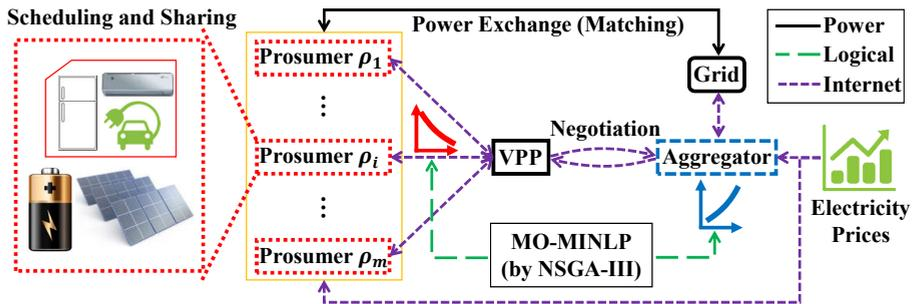 Scheduling and Sharing
Power Exchange (Matching)
Power
Logical
Internet
Prosumer ρ₁
Grid
⋮
Negotiation
Prosumer ρᵢ
VPP
Aggregator
⋮
Electricity
Prices
MO-MINLP
(by NSGA-III)
Prosumer ρₘ